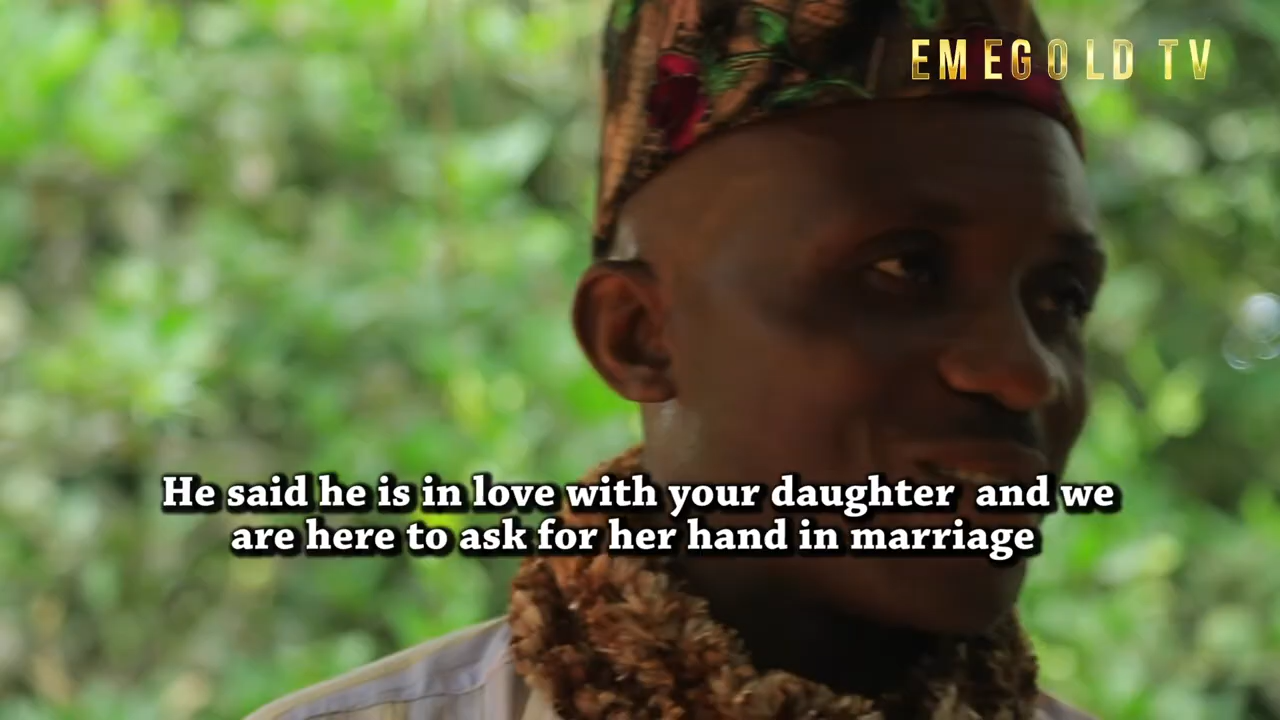 EMEGOLD TV
He said he is in love with your daughter  and we
are here to ask for her hand in marriage